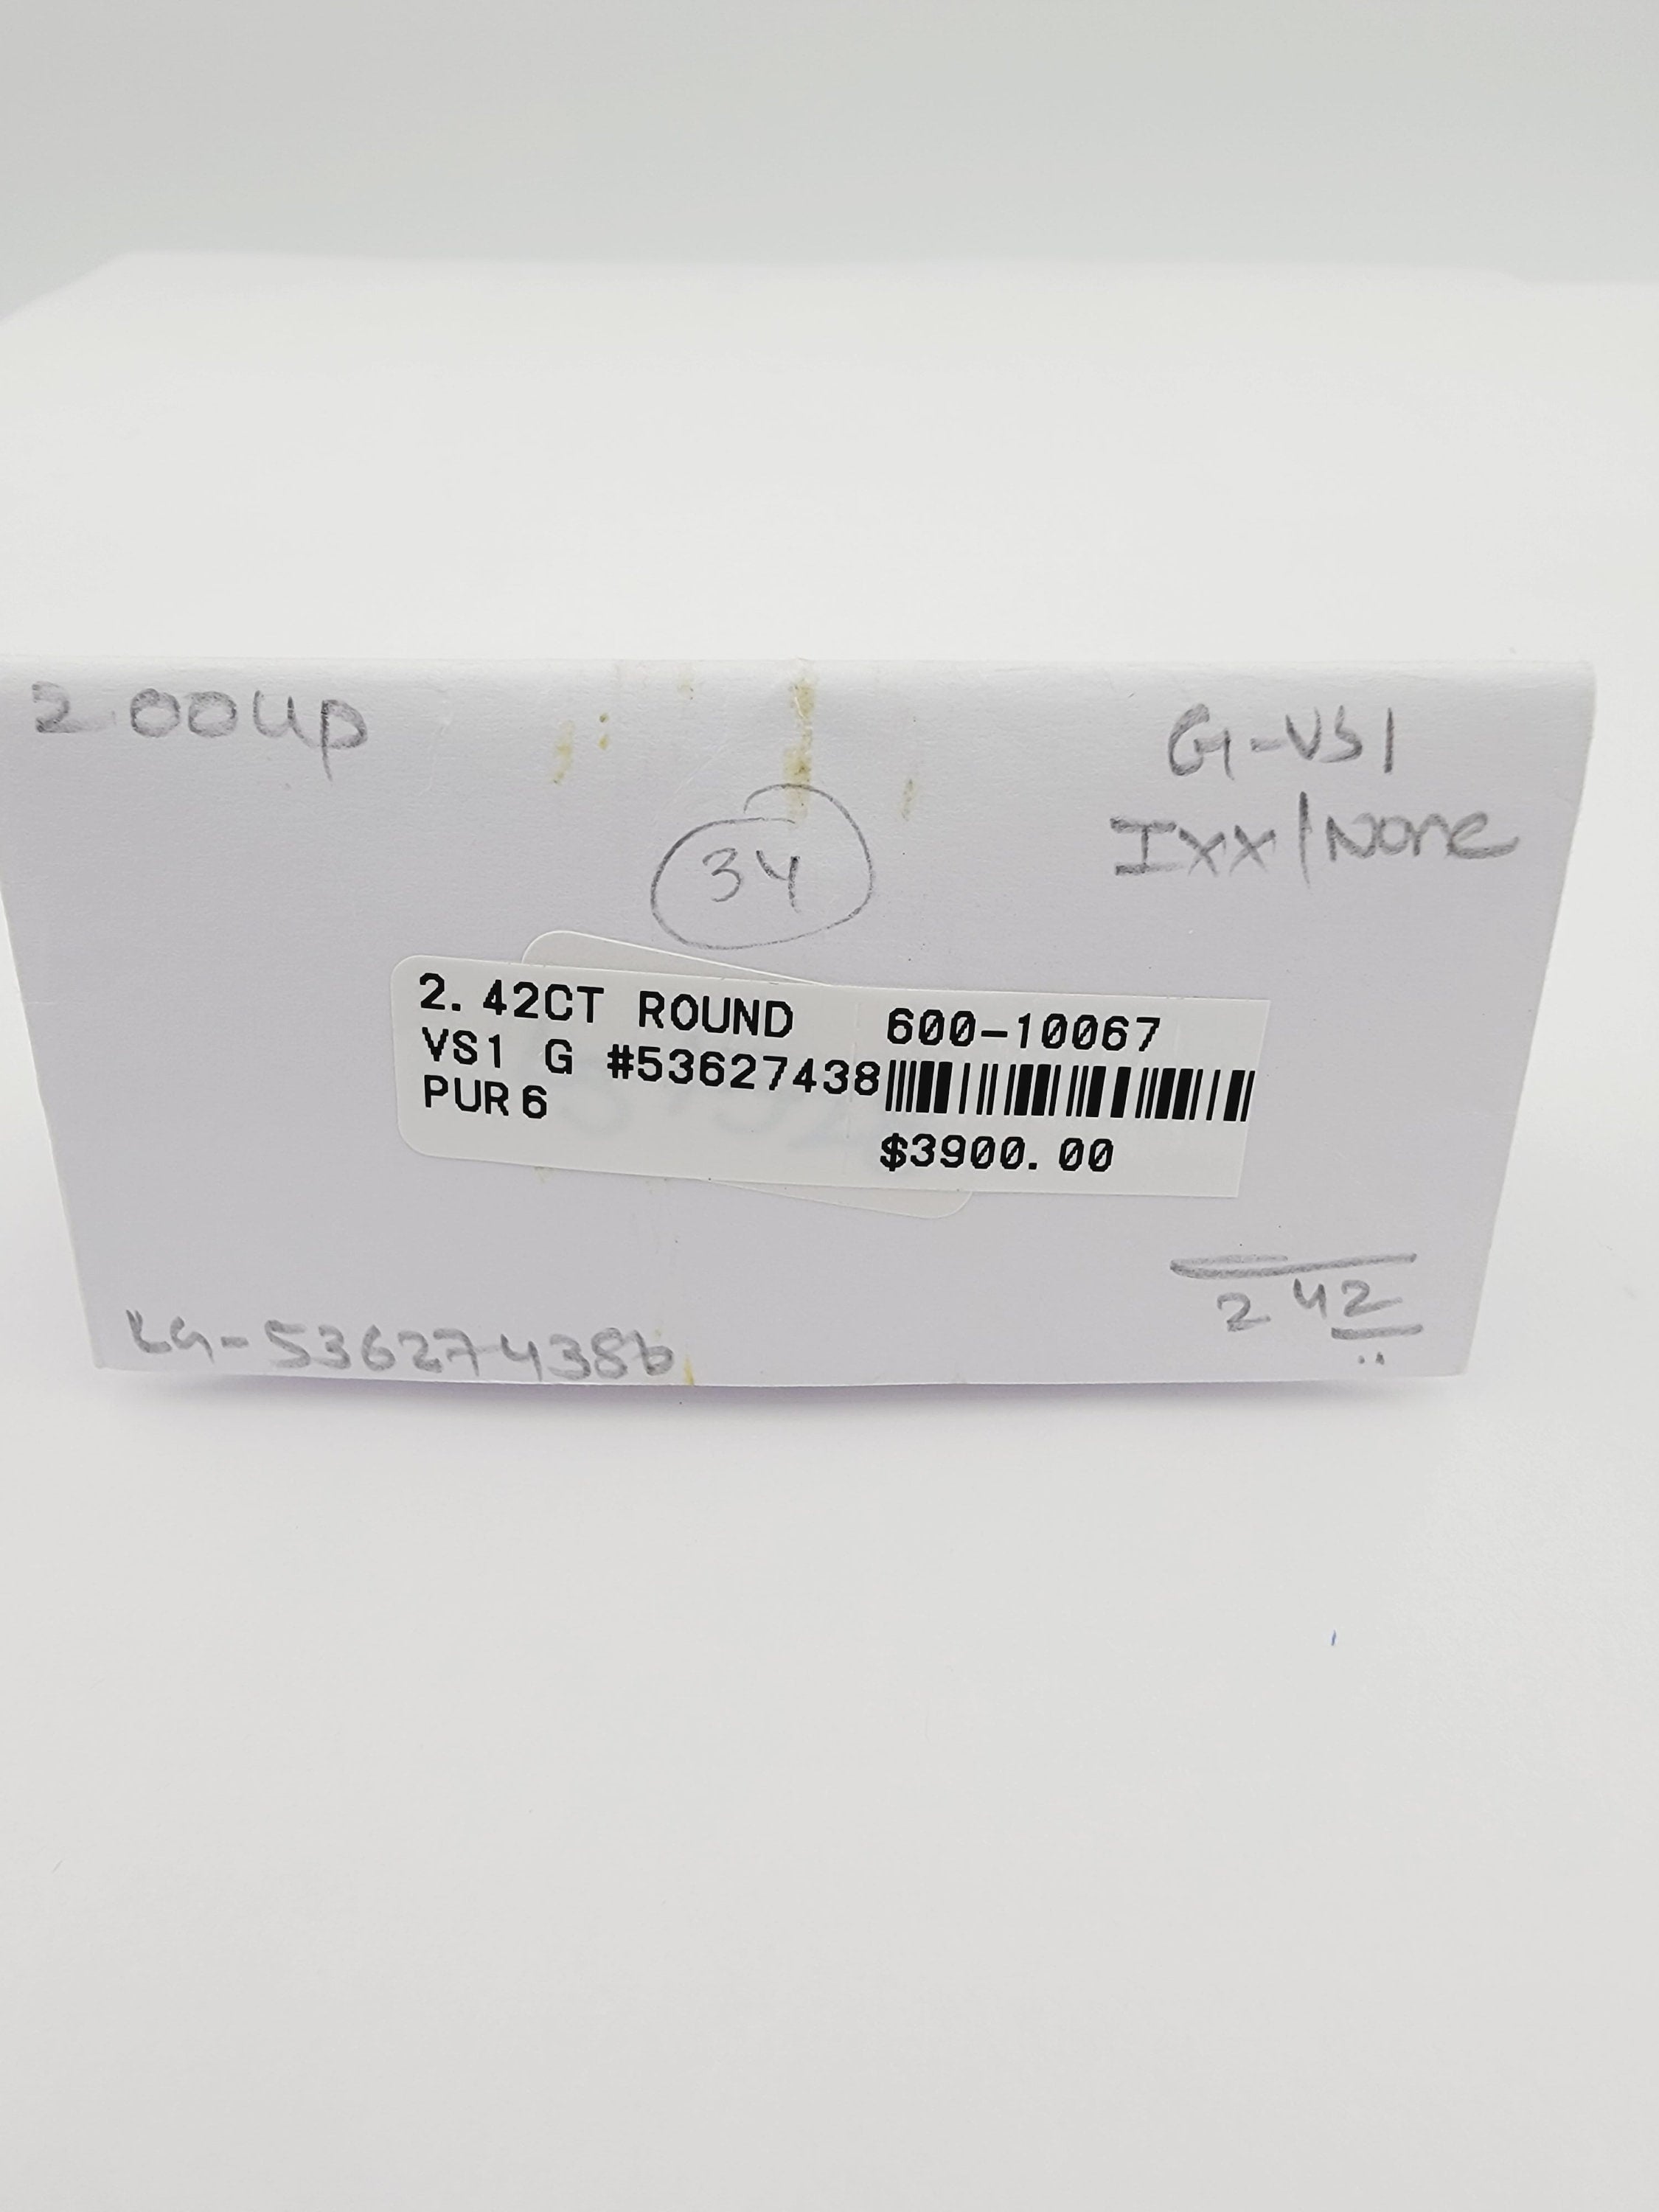 2.00up
G-VS1
Ixx/None
34
2.42CT ROUND
VS1 G #53627438
PUR6
600-10067
$3900.00
2 42
LG-536274386